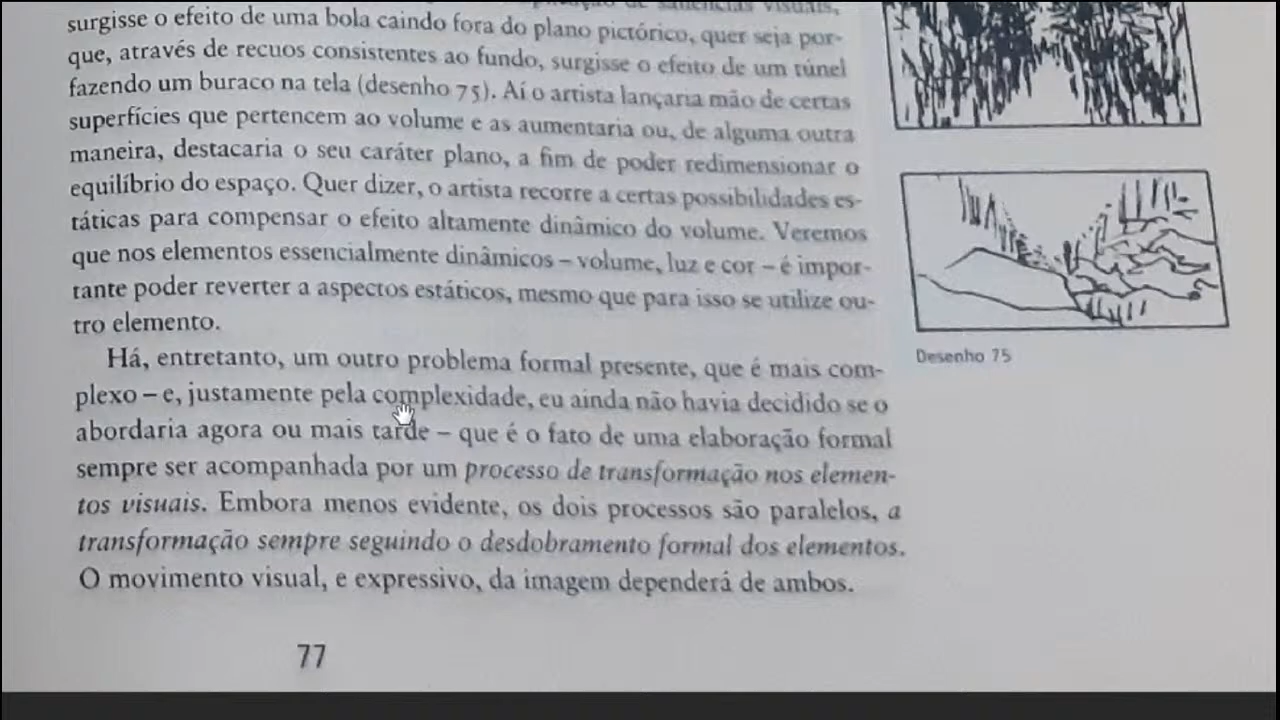 de saliências visuais,
surgisse o efeito de uma bola caindo fora do plano pictórico, quer seja por-
que, através de recuos consistentes ao fundo, surgisse o efeito de um túnel
fazendo um buraco na tela (desenho 75). Aí o artista lançaria mão de certas
superfícies que pertencem ao volume e as aumentaria ou, de alguma outra
maneira, destacaria o seu caráter plano, a fim de poder redimensionar o
equilíbrio do espaço. Quer dizer, o artista recorre a certas possibilidades es-
táticas para compensar o efeito altamente dinâmico do volume. Veremos
que nos elementos essencialmente dinâmicos – volume, luz e cor – é impor-
tante poder reverter a aspectos estáticos, mesmo que para isso se utilize ou-
tro elemento.
Há, entretanto, um outro problema formal presente, que é mais com-
plexo – e, justamente pela complexidade, eu ainda não havia decidido se o
abordaria agora ou mais tarde – que é o fato de uma elaboração formal
sempre ser acompanhada por um processo de transformação nos elemen-
tos visuais. Embora menos evidente, os dois processos são paralelos, a
transformação sempre seguindo o desdobramento formal dos elementos.
O movimento visual, e expressivo, da imagem dependerá de ambos.
77
Desenho 75